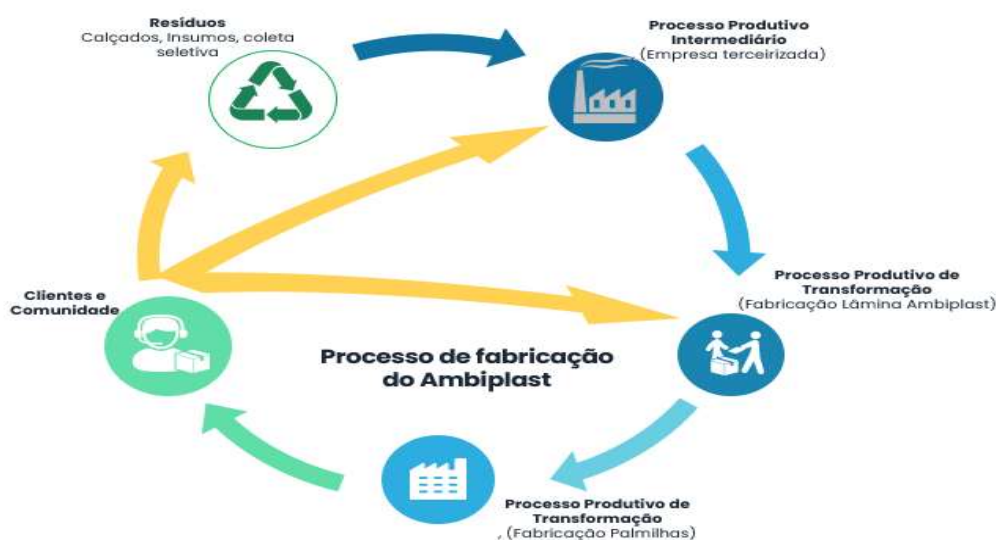 Resíduos
Calçados, Insumos, coleta
seletiva
Processo Produtivo
Intermediário
(Empresa terceirizada)
Clientes e
Comunidade
Processo Produtivo de
Transformação
(Fabricação Lâmina Ambiplast)
Processo de fabricação
do Ambiplast
Processo Produtivo de
Transformação
, (Fabricação Palmilhas)